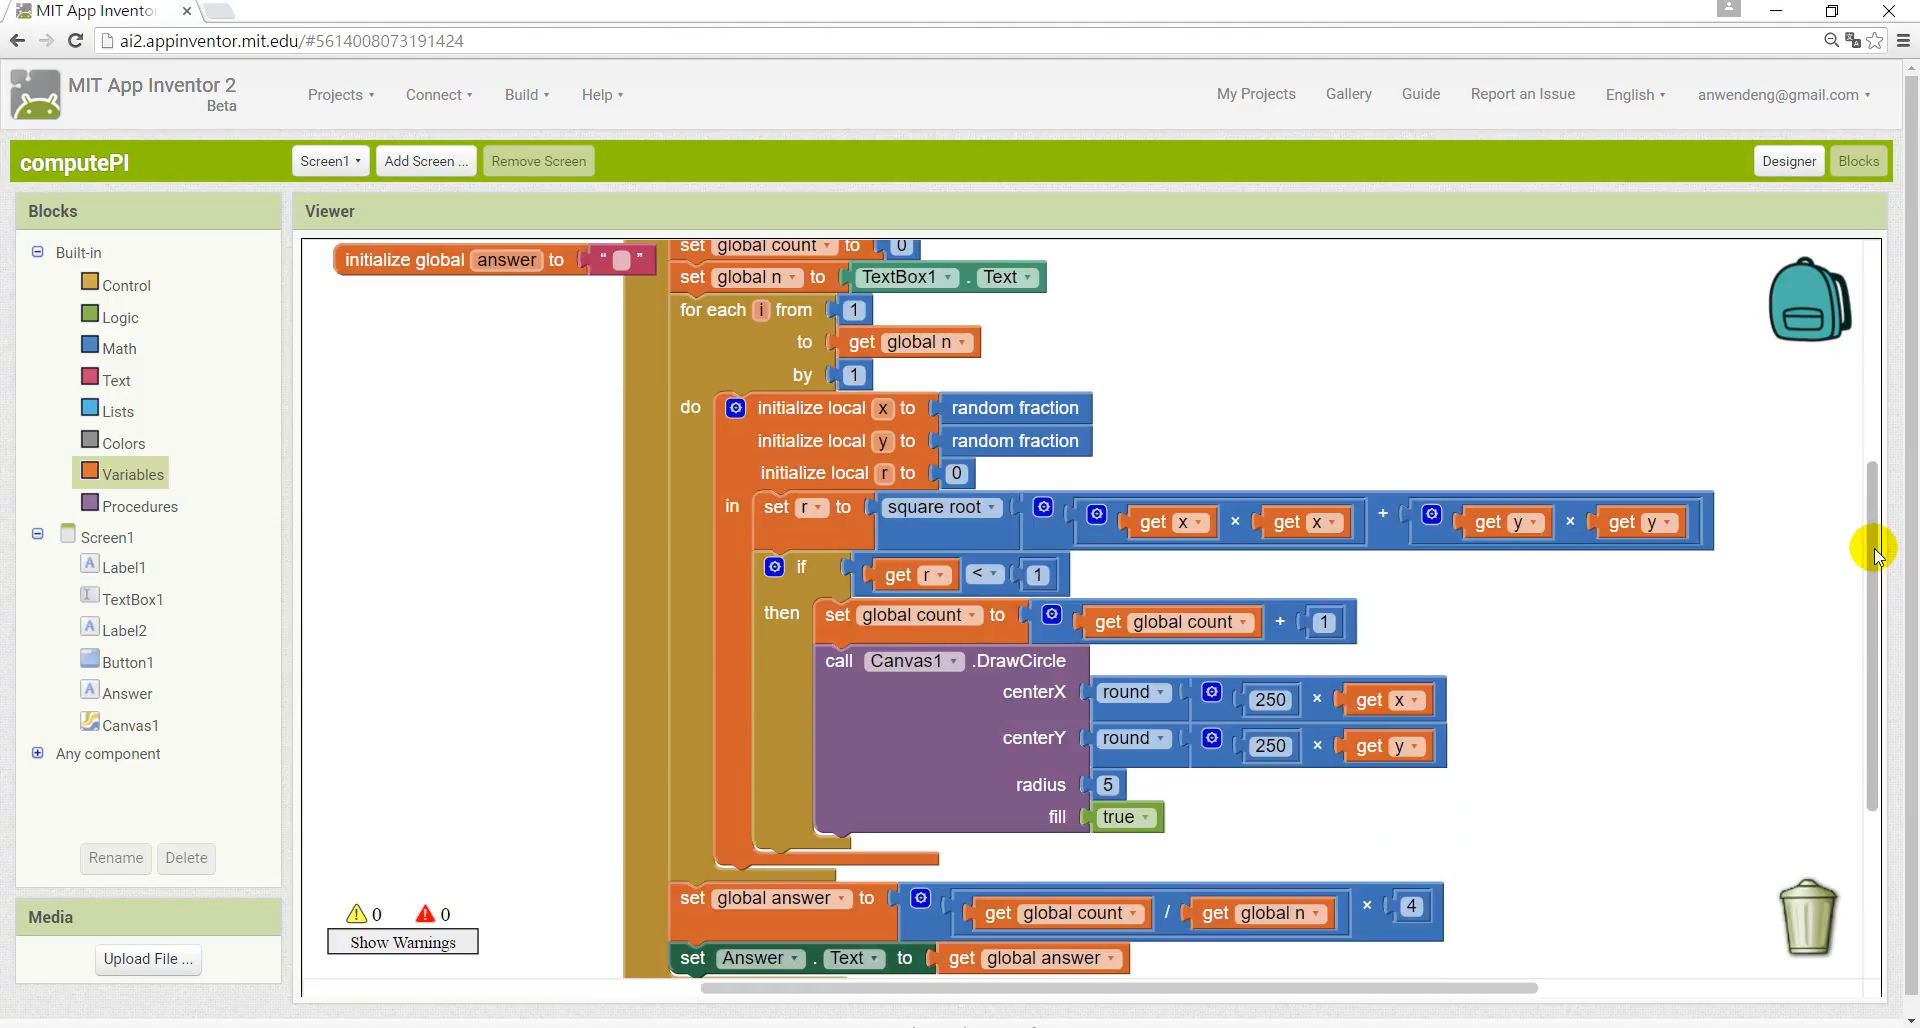 MIT App Invento
ai2.appinventor.mit.edu/#5614008073191424
MIT App Inventor 2
Beta
Projects
Connect
Build
Help
My Projects
Gallery
Guide
Report an Issue
English
anwendeng@gmail.com
computePI
Screen1
Add Screen ...
Remove Screen
Designer
Blocks
Blocks
Built-in
Control
Logic
Math
Text
Lists
Colors
Variables
Procedures
Screen1
Label1
TextBox1
Label2
Button1
Answer
Canvas1
Any component
Rename
Delete
Media
Upload File ...
Viewer
initialize global answer to " "
set global count to 0
set global n to TextBox1 . Text
for each i from 1
to get global n
by 1
do initialize local x to random fraction
initialize local y to random fraction
initialize local r to 0
in set r to square root get x × get x + get y × get y
if get r < 1
then set global count to get global count + 1
call Canvas1 .DrawCircle
centerX round 250 × get x
centerY round 250 × get y
radius 5
fill true
set global answer to get global count / get global n × 4
set Answer . Text to get global answer
0 0
Show Warnings